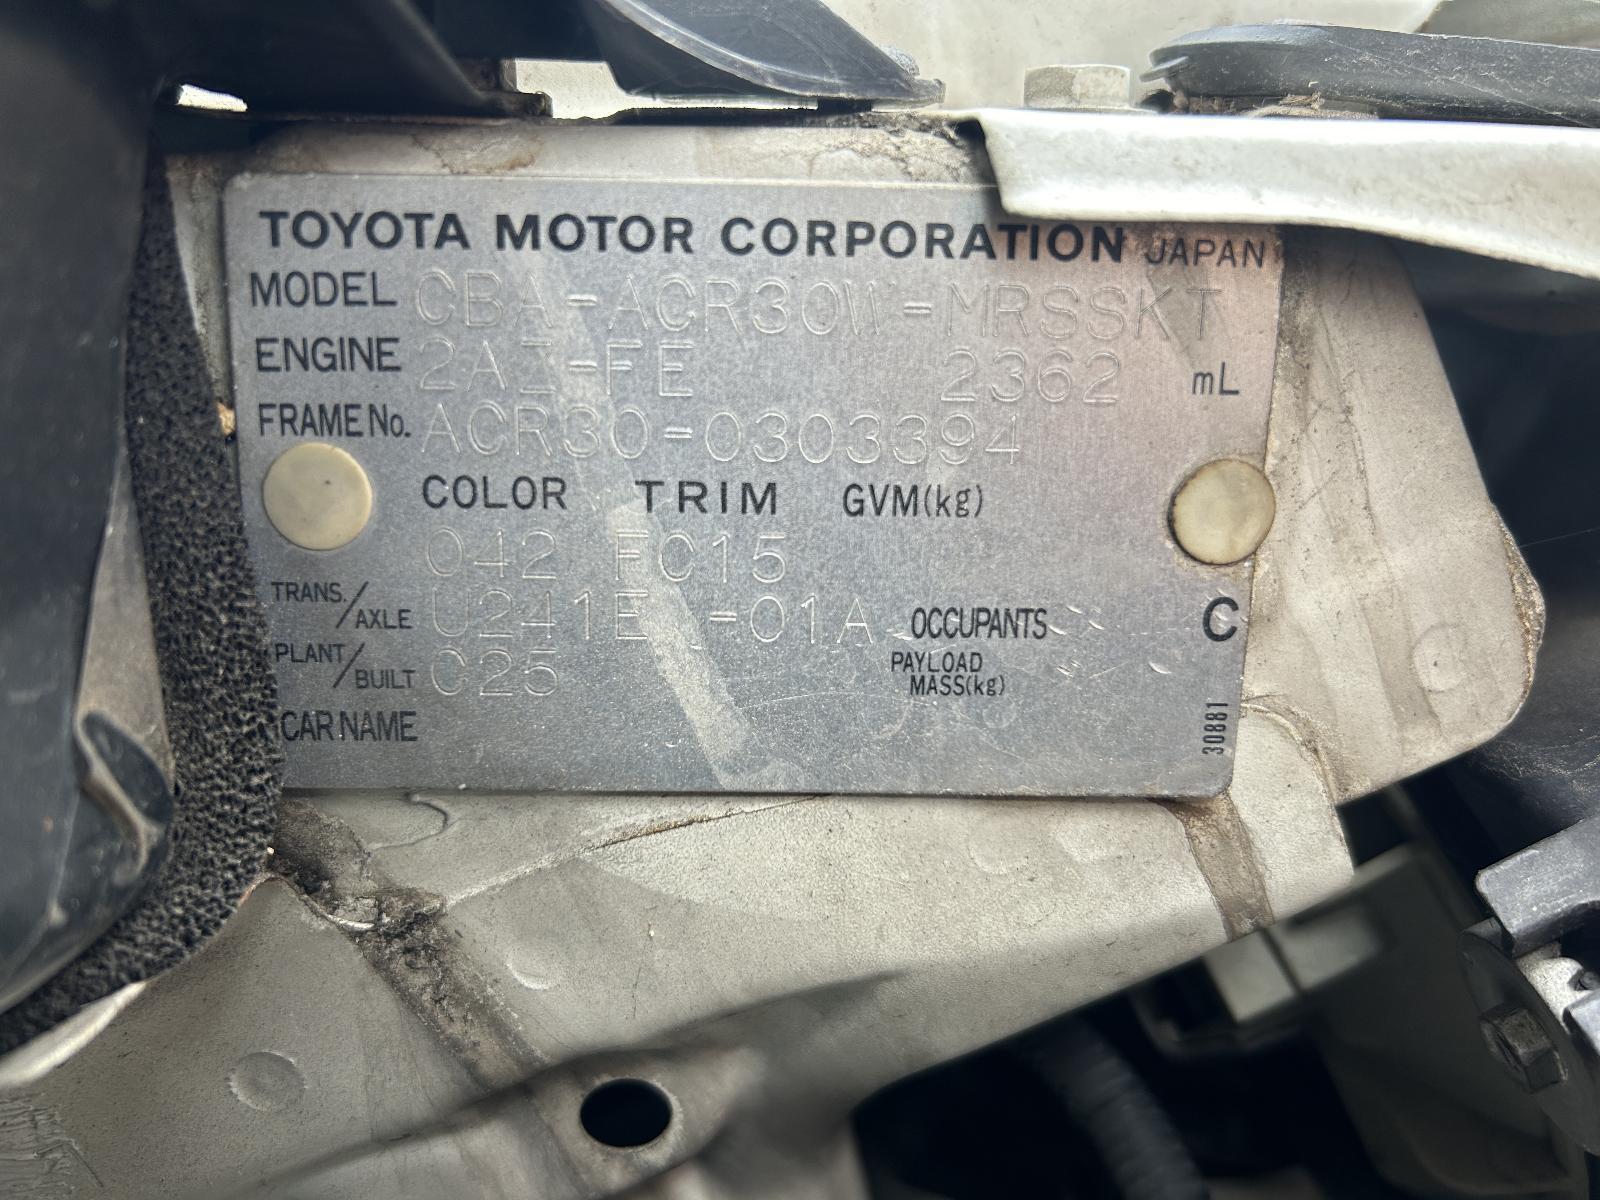 TOYOTA MOTOR CORPORATION JAPAN
MODEL CBA-ACR30W-MRSSKT
ENGINE 2AZ-FE 2362 mL
FRAME No. ACR30-0303394
COLOR TRIM GVM(kg)
042 FC15
TRANS./AXLE U241E -01A OCCUPANTS C
PLANT/BUILT C25 PAYLOAD MASS(kg)
CAR NAME
30881